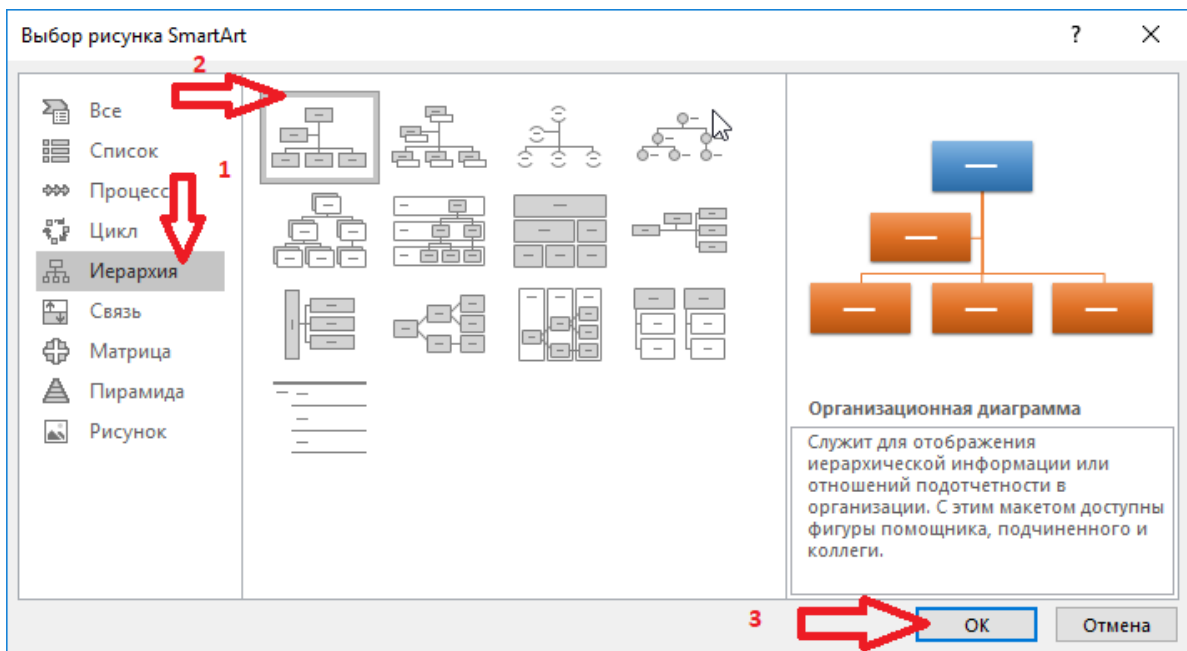 Выбор рисунка SmartArt
?
2
Все
Список
1
Процесс
Цикл
Иерархия
Связь
Матрица
Пирамида
Рисунок
Организационная диаграмма
Служит для отображения
иерархической информации или
отношений подотчетности в
организации. С этим макетом доступны
фигуры помощника, подчиненного и
коллеги.
3
ОК
Отмена